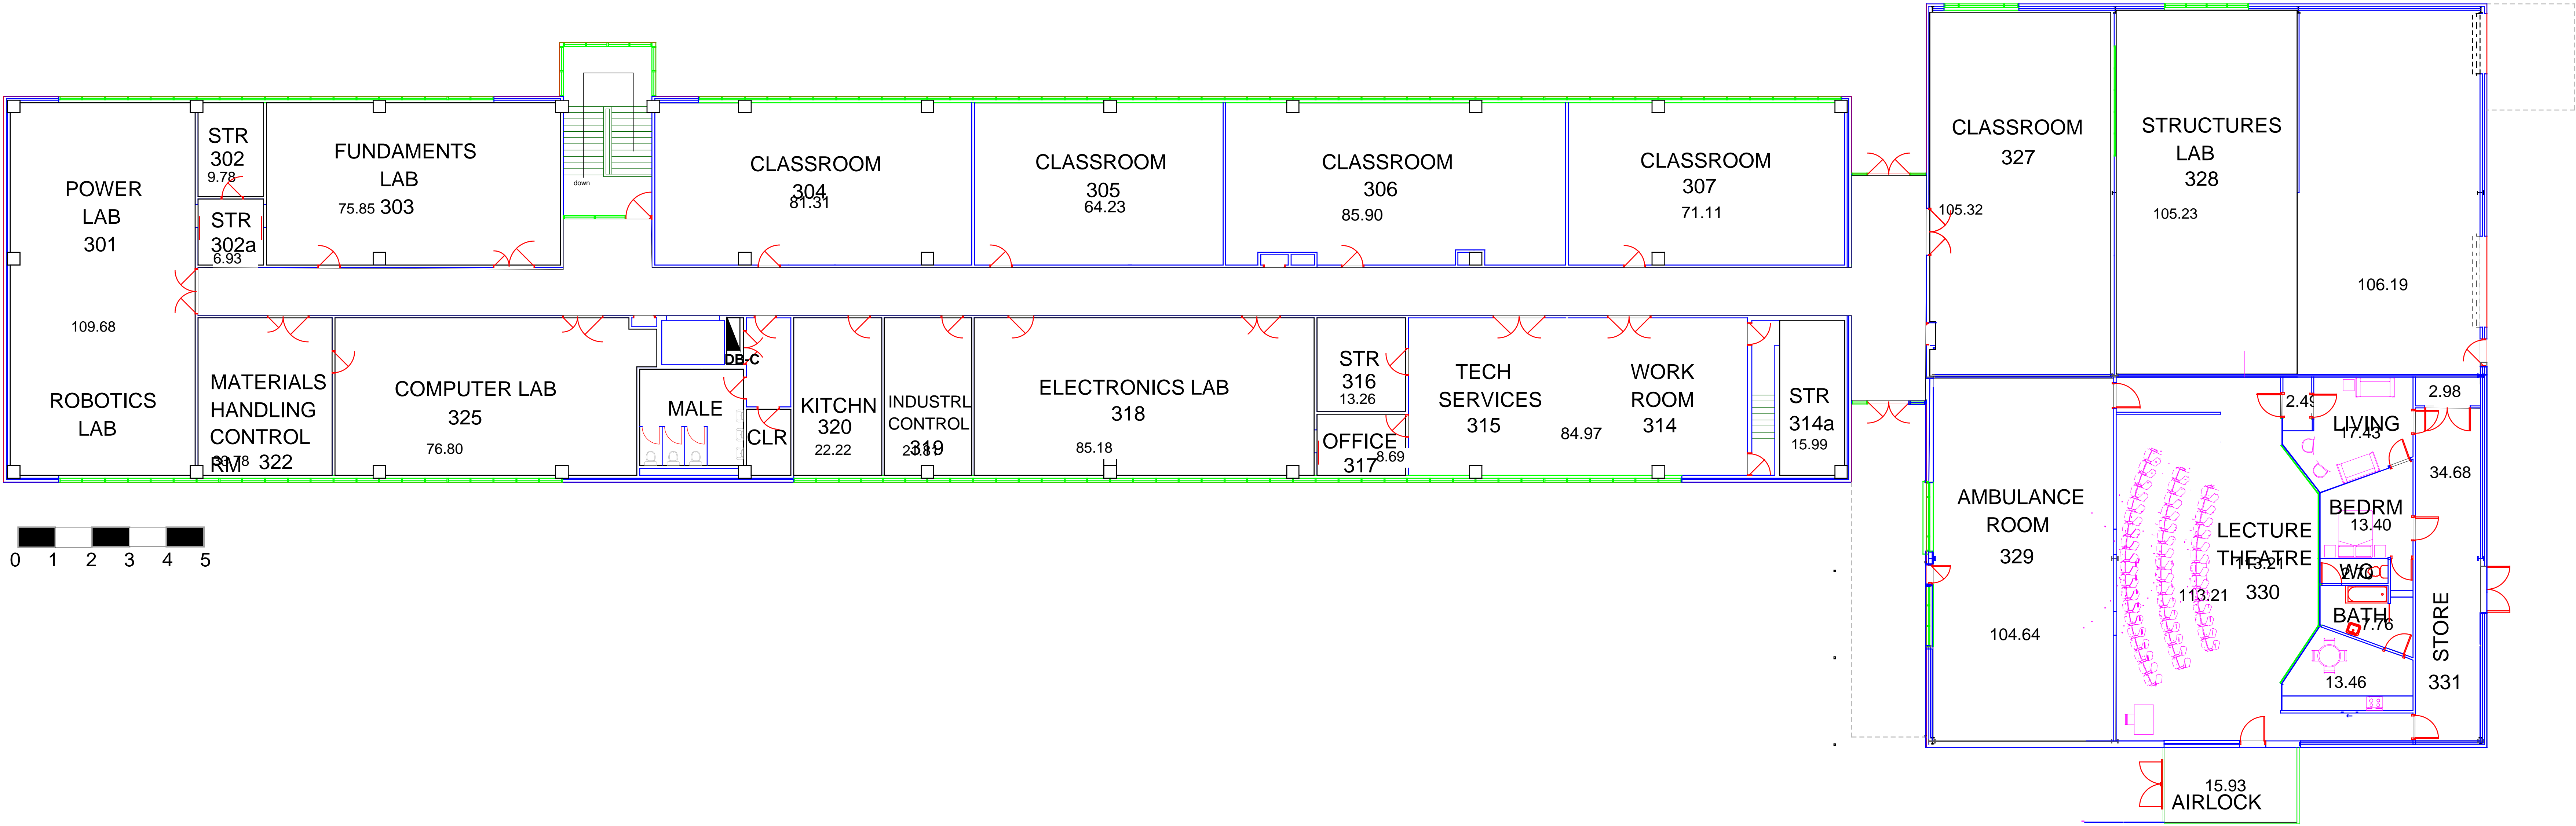 STR
302
9.78
STR
302a
6.93
FUNDAMENTS
LAB
75.85 303
POWER
LAB
301
109.68
ROBOTICS
LAB
down
CLASSROOM
304
81.31
CLASSROOM
305
64.23
CLASSROOM
306
85.90
CLASSROOM
307
71.11
CLASSROOM
327
105.32
STRUCTURES
LAB
328
105.23
106.19
MATERIALS
HANDLING
CONTROL
RM 322
COMPUTER LAB
325
76.80
DB-C
MALE
CLR
KITCHN
320
22.22
INDUSTRL
CONTROL
319
ELECTRONICS LAB
318
85.18
STR
316
13.26
OFFICE
317
8.69
TECH
SERVICES
315
WORK
ROOM
314
84.97
STR
314a
15.99
0 1 2 3 4 5
AMBULANCE
ROOM
329
104.64
LECTURE
THEATRE
113.21
330
113.21
LIVING
17.43
2.98
34.68
BEDRM
13.40
WC
BATH
7.76
13.46
STORE
331
15.93
AIRLOCK